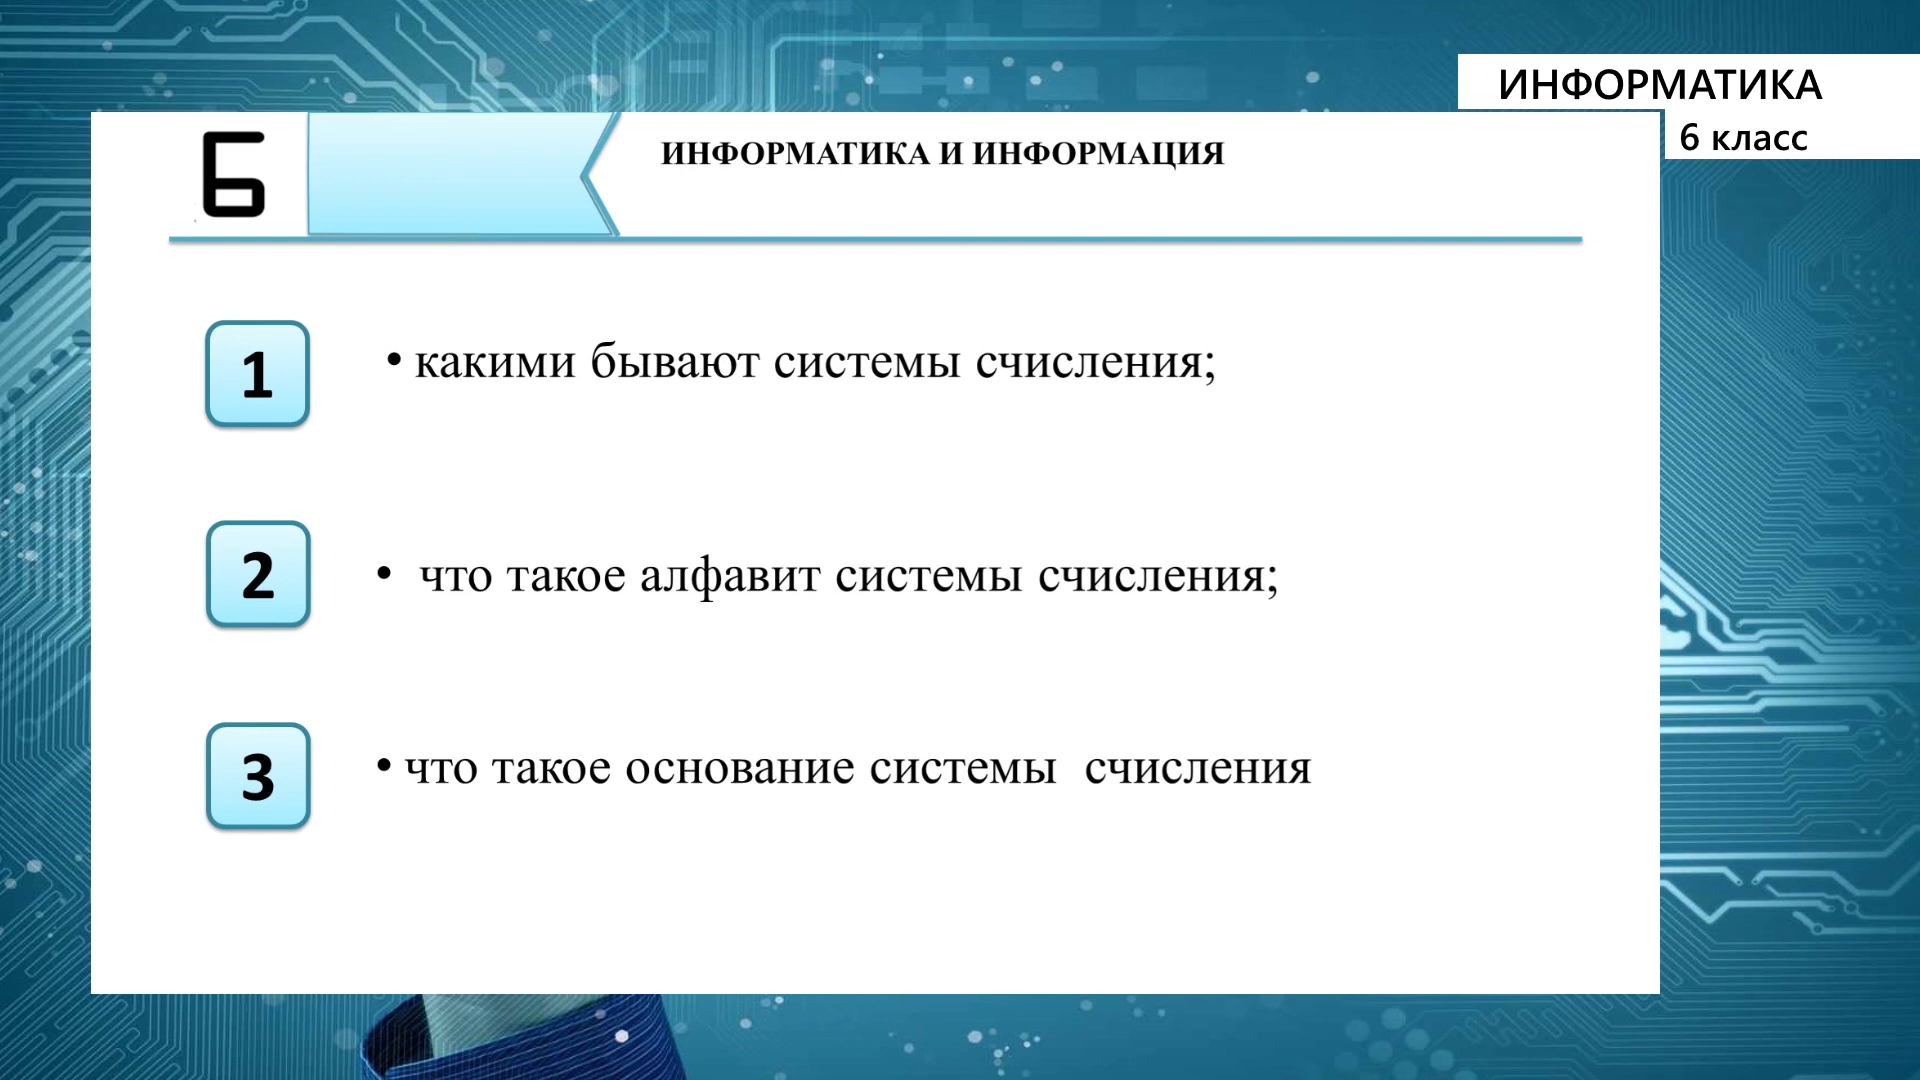 ИНФОРМАТИКА
6 класс
Б
ИНФОРМАТИКА И ИНФОРМАЦИЯ
1
• какими бывают системы счисления;
2
• что такое алфавит системы счисления;
3
• что такое основание системы счисления